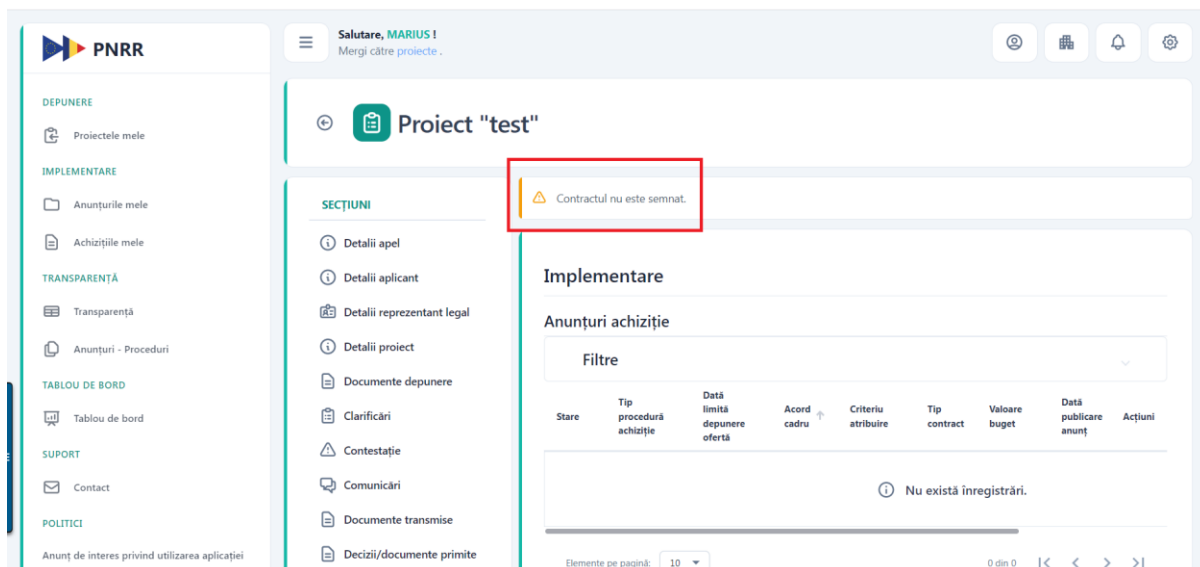 PNRR
Salutare, MARIUS !
Mergi către proiecte .
DEPUNERE
Proiectele mele
IMPLEMENTARE
Anunțurile mele
Achizițiile mele
TRANSPARENȚĂ
Transparență
Anunțuri - Proceduri
TABLOU DE BORD
Tablou de bord
SUPORT
Contact
POLITICI
Anunț de interes privind utilizarea aplicației
Proiect "test"
SECȚIUNI
Detalii apel
Detalii aplicant
Detalii reprezentant legal
Detalii proiect
Documente depunere
Clarificări
Contestație
Comunicări
Documente transmise
Decizii/documente primite
Contractul nu este semnat.
Implementare
Anunțuri achiziție
Filtre
Stare
Tip
procedură
achiziție
Dată
limită
depunere
ofertă
Acord
cadru
Criteriu
atribuire
Tip
contract
Valoare
buget
Dată
publicare
anunț
Acțiuni
Nu există înregistrări.
Elemente pe pagină: 10
0 din 0